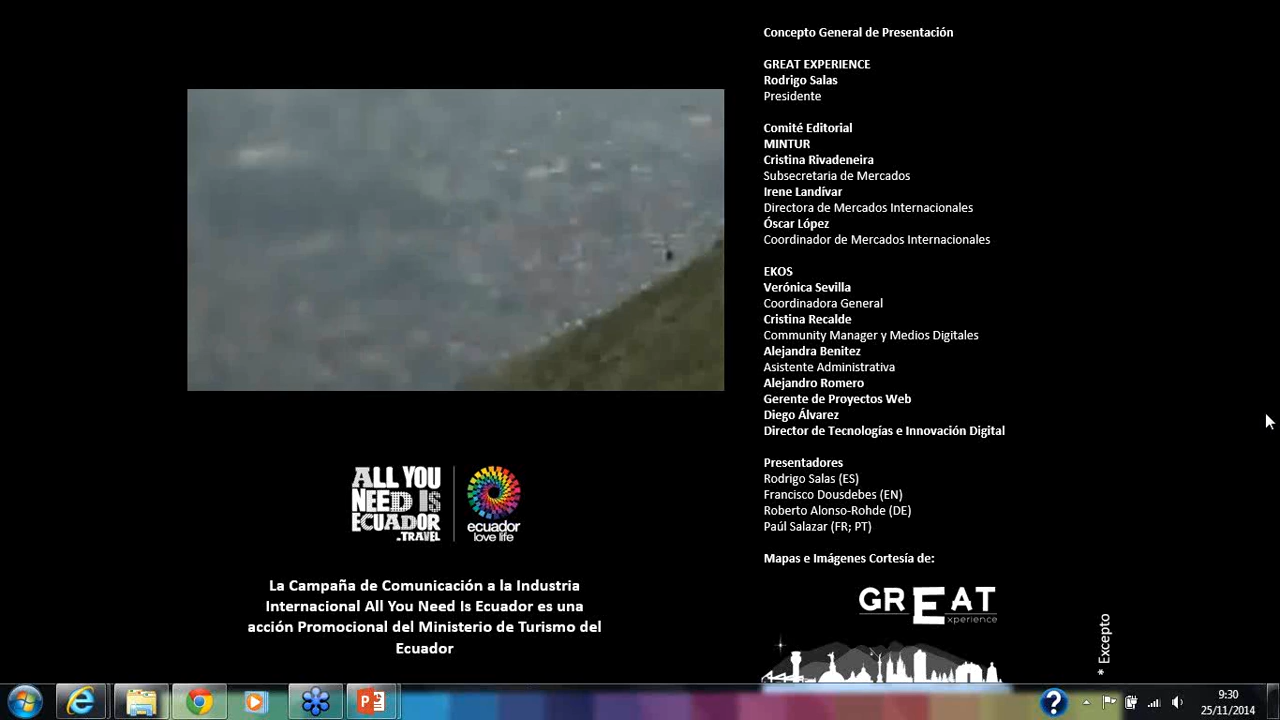 Concepto General de Presentación
GREAT EXPERIENCE
Rodrigo Salas
Presidente
Comité Editorial
MINTUR
Cristina Rivadeneira
Subsecretaria de Mercados
Irene Landívar
Directora de Mercados Internacionales
Óscar López
Coordinador de Mercados Internacionales
EKOS
Verónica Sevilla
Coordinadora General
Cristina Recalde
Community Manager y Medios Digitales
Alejandra Benitez
Asistente Administrativa
Alejandro Romero
Gerente de Proyectos Web
Diego Álvarez
Director de Tecnologías e Innovación Digital
Presentadores
Rodrigo Salas (ES)
Francisco Dousdebes (EN)
Roberto Alonso-Rohde (DE)
Paúl Salazar (FR; PT)
Mapas e Imágenes Cortesía de:
GREAT
xperience
* Excepto
ALL YOU
NEED IS
ECUADOR
.TRAVEL
ecuador
love life
La Campaña de Comunicación a la Industria
Internacional All You Need Is Ecuador es una
acción Promocional del Ministerio de Turismo del
Ecuador
9:30
25/11/2014